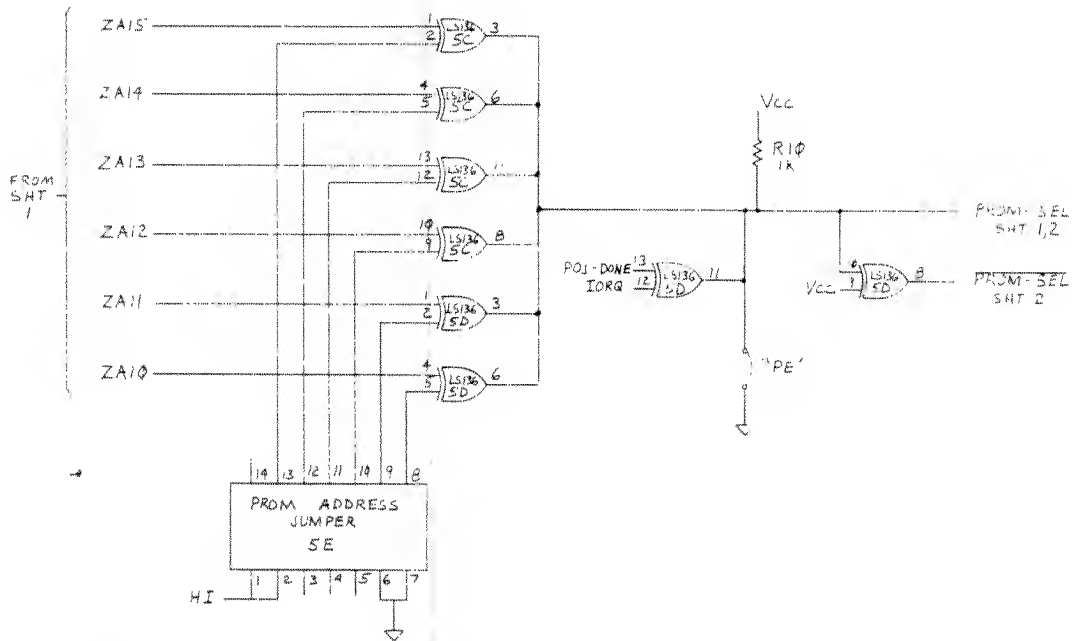 ZA15
1
2
LS136
5C
3
ZA14
4
5
LS136
5C
6
ZA13
13
12
LS136
5C
11
ZA12
10
9
LS136
5C
8
ZA11
1
2
LS136
5D
3
ZA10
4
5
LS136
5D
6
FROM
SHT
1
VCC
R10
1K
PROM-SEL
SHT 1,2
POJ-DONE
IORQ
13
12
LS136
5D
11
VCC
9
LS136
5D
8
PROM-SEL
SHT 2
"PE"
14 13 12 11 10 9 8
PROM ADDRESS
JUMPER
5E
1 2 3 4 5 6 7
HI